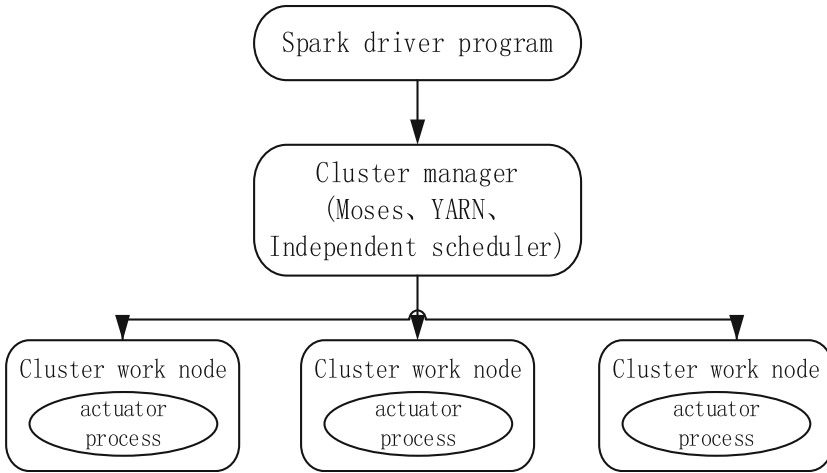 Spark driver program
Cluster manager
(Moses、YARN、
Independent scheduler)
Cluster work node
actuator
process
Cluster work node
actuator
process
Cluster work node
actuator
process